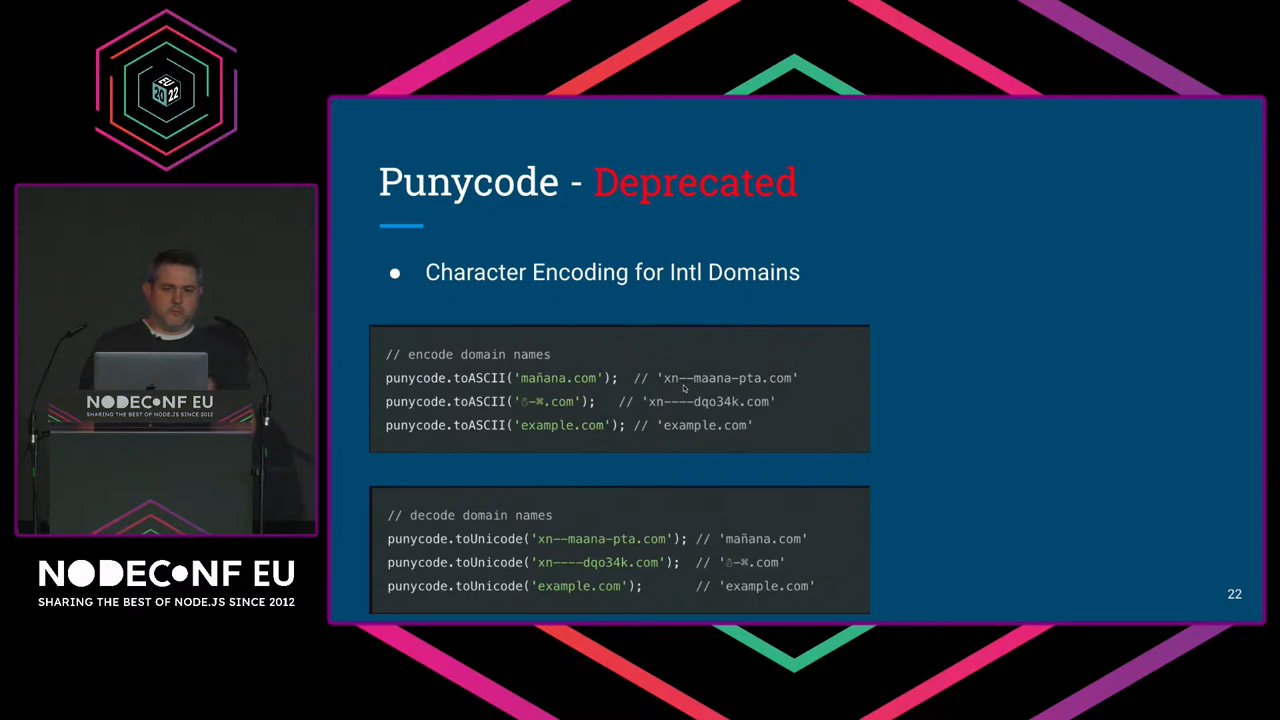 EU
20
22
NODECONF EU
SHARING THE BEST OF NODE.JS SINCE 2012
NODECONF EU
SHARING THE BEST OF NODE.JS SINCE 2012
Punycode - Deprecated
● Character Encoding for Intl Domains
// encode domain names
punycode.toASCII('mañana.com'); // 'xn--maana-pta.com'
punycode.toASCII('☃-⌘.com'); // 'xn----dqo34k.com'
punycode.toASCII('example.com'); // 'example.com'
// decode domain names
punycode.toUnicode('xn--maana-pta.com'); // 'mañana.com'
punycode.toUnicode('xn----dqo34k.com'); // '☃-⌘.com'
punycode.toUnicode('example.com'); // 'example.com'
22